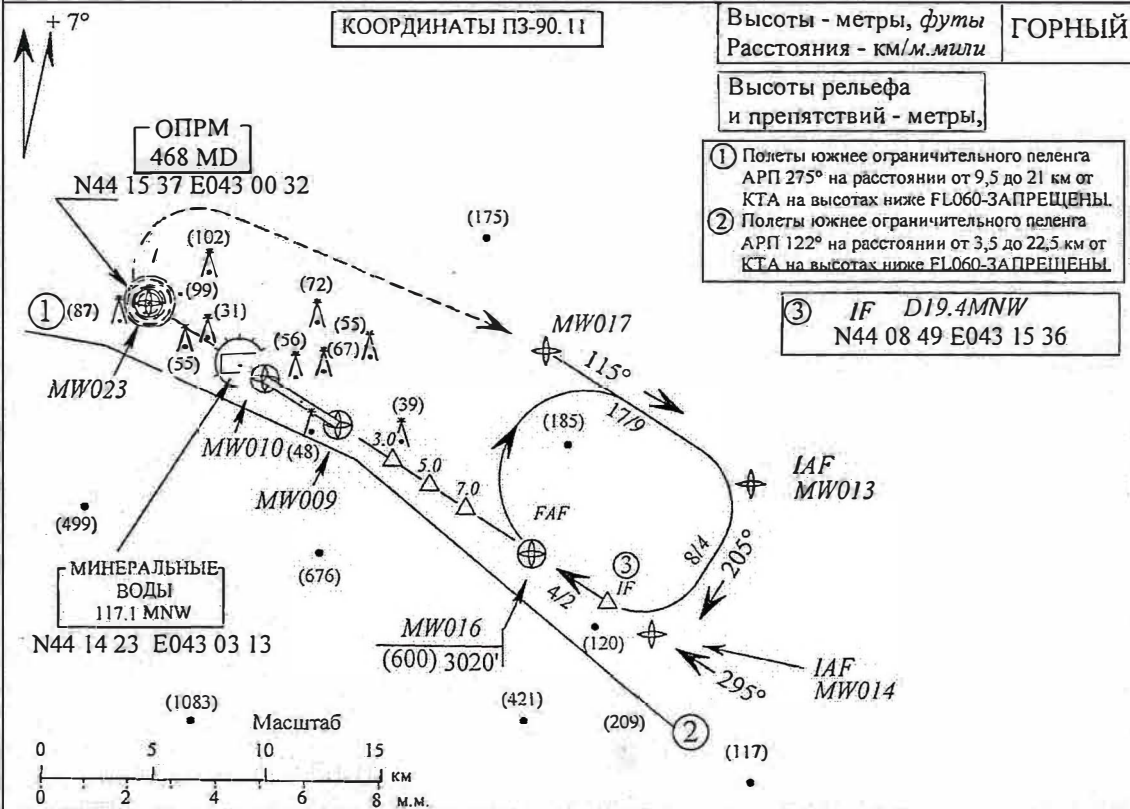 + 7°
КООРДИНАТЫ ПЗ-90.11
Высоты - метры, футы
Расстояния - км/м.мили
ГОРНЫЙ
Высоты рельефа
и препятствий - метры,
① Полеты южнее ограничительного пеленга
АРП 275° на расстоянии от 9,5 до 21 км от
КТА на высотах ниже FL060-ЗАПРЕЩЕНЫ.
② Полеты южнее ограничительного пеленга
АРП 122° на расстоянии от 3,5 до 22,5 км от
КТА на высотах ниже FL060-ЗАПРЕЩЕНЫ
③ IF D19.4MNW
N44 08 49 E043 15 36
ОПРМ
468 MD
N44 15 37 E043 00 32
(175)
(102)
(99)
(72)
① (87)
(31)
(55)
(56)
(67)
(55)
MW017
115°
17/9
MW023
MW010
(48)
(39)
(185)
3.0
MW009
5.0
7.0
IAF
MW013
(499)
FAF
8/4
205°
(676)
③
IF
4/2
МИНЕРАЛЬНЫЕ
ВОДЫ
117.1 MNW
N44 14 23 E043 03 13
MW016
(600) 3020'
(120)
295°
IAF
MW014
(1083)
(421)
(209)
②
(117)
Масштаб
0 5 10 15
км
0 2 4 6 8
м.м.